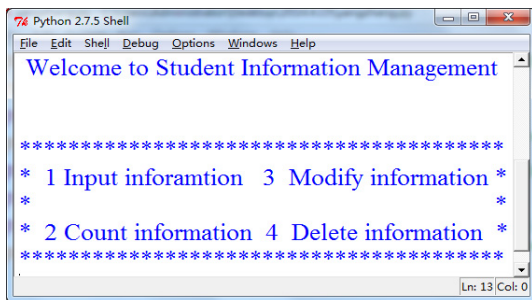 Python 2.7.5 Shell
File Edit Shell Debug Options Windows Help
Welcome to Student Information Management
****************************************
* 1 Input inforamtion 3 Modify information *
* *
* 2 Count information 4 Delete information *
****************************************
Ln: 13 Col: 0